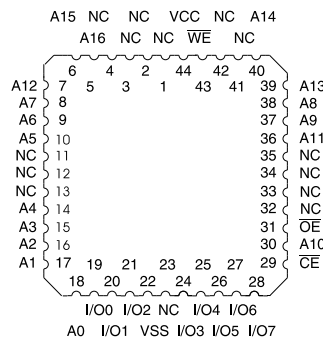 A15 NC NC VCC NC A14
A16 NC NC WE NC
6 4 2 44 42 40
A12 7 5 3 1 43 41 39 A13
A7 8 38 A8
A6 9 37 A9
A5 10 36 A11
NC 11 35 NC
NC 12 34 NC
NC 13 33 NC
A4 14 32 NC
A3 15 31 OE
A2 16 30 A10
A1 17 19 21 23 25 27 29 CE
18 20 22 24 26 28
I/O0 I/O2 NC I/O4 I/O6
A0 I/O1 VSS I/O3 I/O5 I/O7